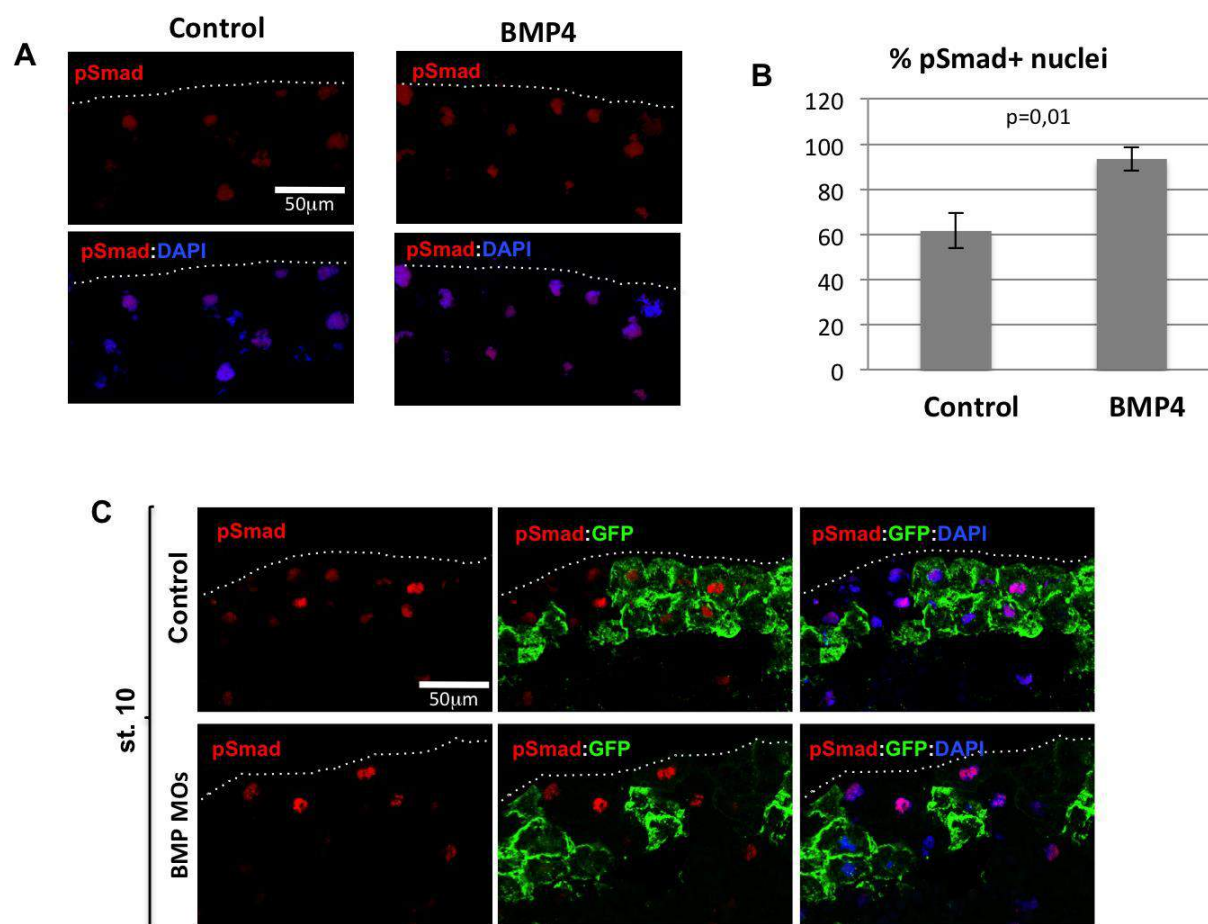 A
Control
BMP4
pSmad
pSmad
50μm
pSmad:DAPI
pSmad:DAPI
B
% pSmad+ nuclei
p=0,01
120
100
80
60
40
20
0
Control
BMP4
C
st. 10
Control
pSmad
pSmad:GFP
pSmad:GFP:DAPI
50μm
BMP MOs
pSmad
pSmad:GFP
pSmad:GFP:DAPI